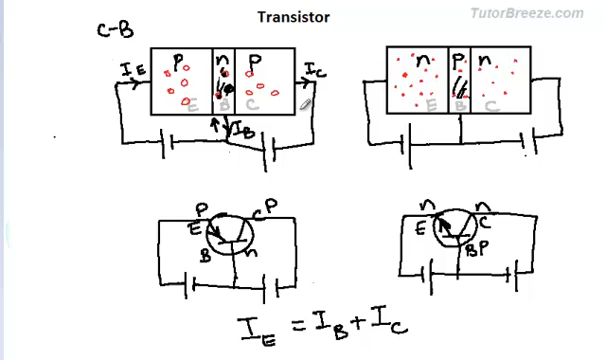 TutorBreeze.com
Transistor
C-B
I_E P n P I_C
E B C
I_B
n P n
E B C
P C P
E
B n
n n
E C
B P
I_E = I_B + I_C